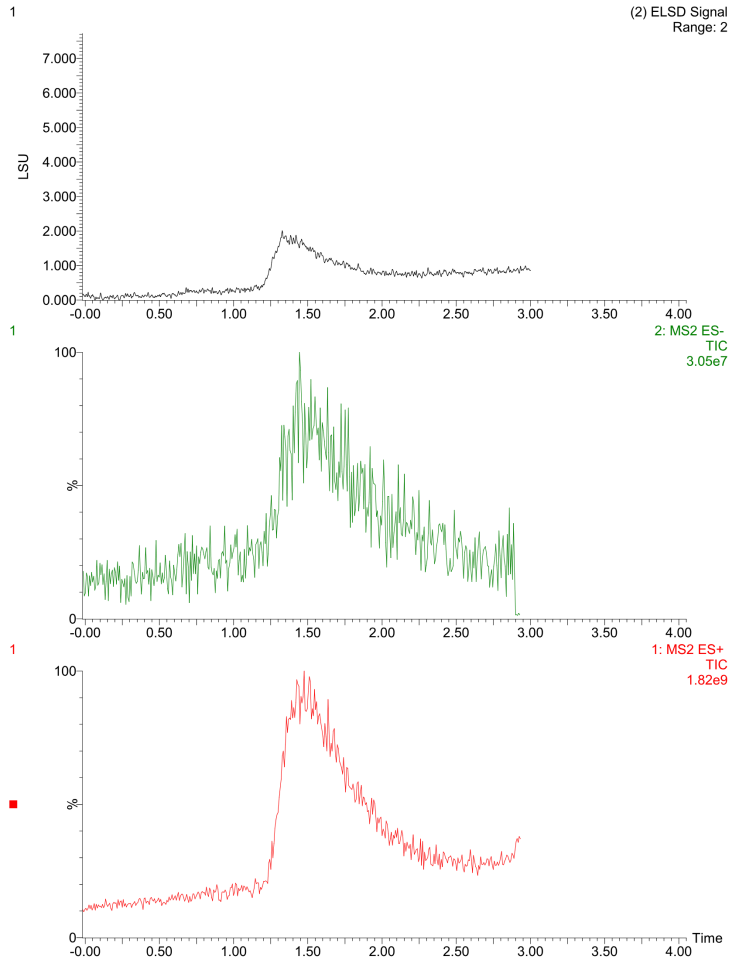 1
(2) ELSD Signal
Range: 2
7.000
6.000
5.000
4.000
3.000
2.000
1.000
0.000
LSU
-0.00 0.50 1.00 1.50 2.00 2.50 3.00 3.50 4.00
1
2: MS2 ES-
TIC
3.05e7
100
%
0
-0.00 0.50 1.00 1.50 2.00 2.50 3.00 3.50 4.00
1
1: MS2 ES+
TIC
1.82e9
100
%
0
Time
-0.00 0.50 1.00 1.50 2.00 2.50 3.00 3.50 4.00